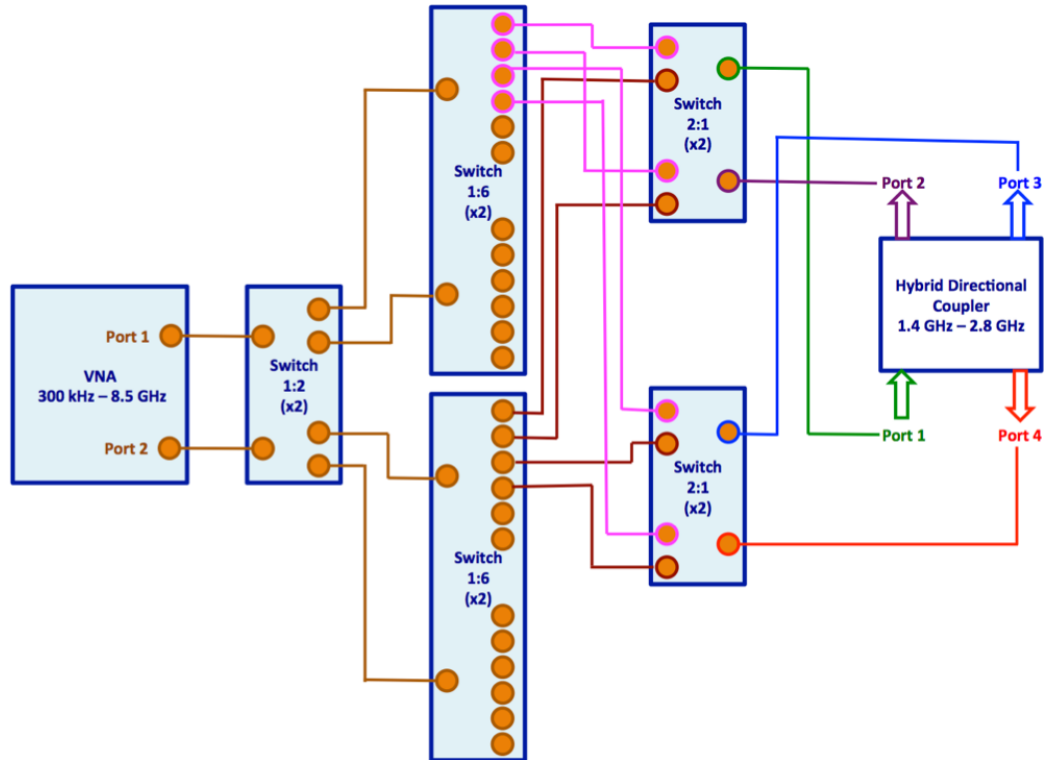 Port 1
VNA
300 kHz – 8.5 GHz
Port 2
Switch
1:2
(x2)
Switch
1:6
(x2)
Switch
1:6
(x2)
Switch
2:1
(x2)
Switch
2:1
(x2)
Port 2
Port 3
Hybrid Directional
Coupler
1.4 GHz – 2.8 GHz
Port 1
Port 4